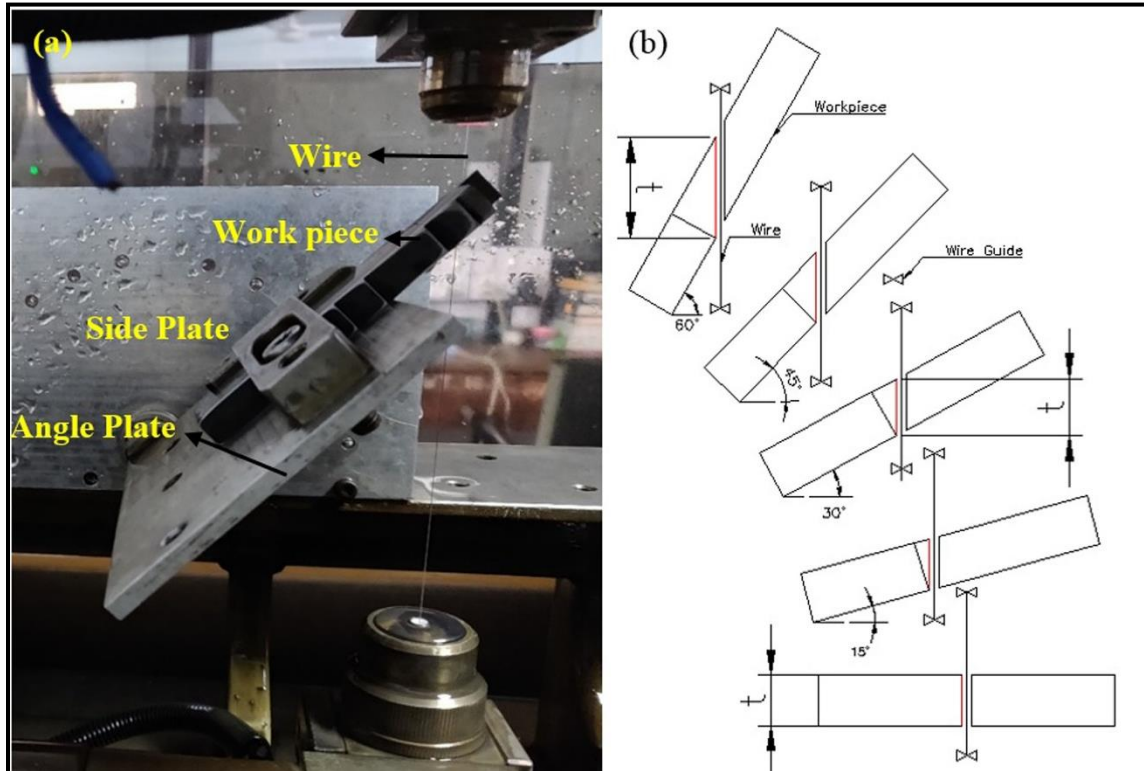 (a)
Wire
Work piece
Side Plate
Angle Plate
(b)
Workpiece
t
Wire
60°
Wire Guide
45°
t
30°
15°
t